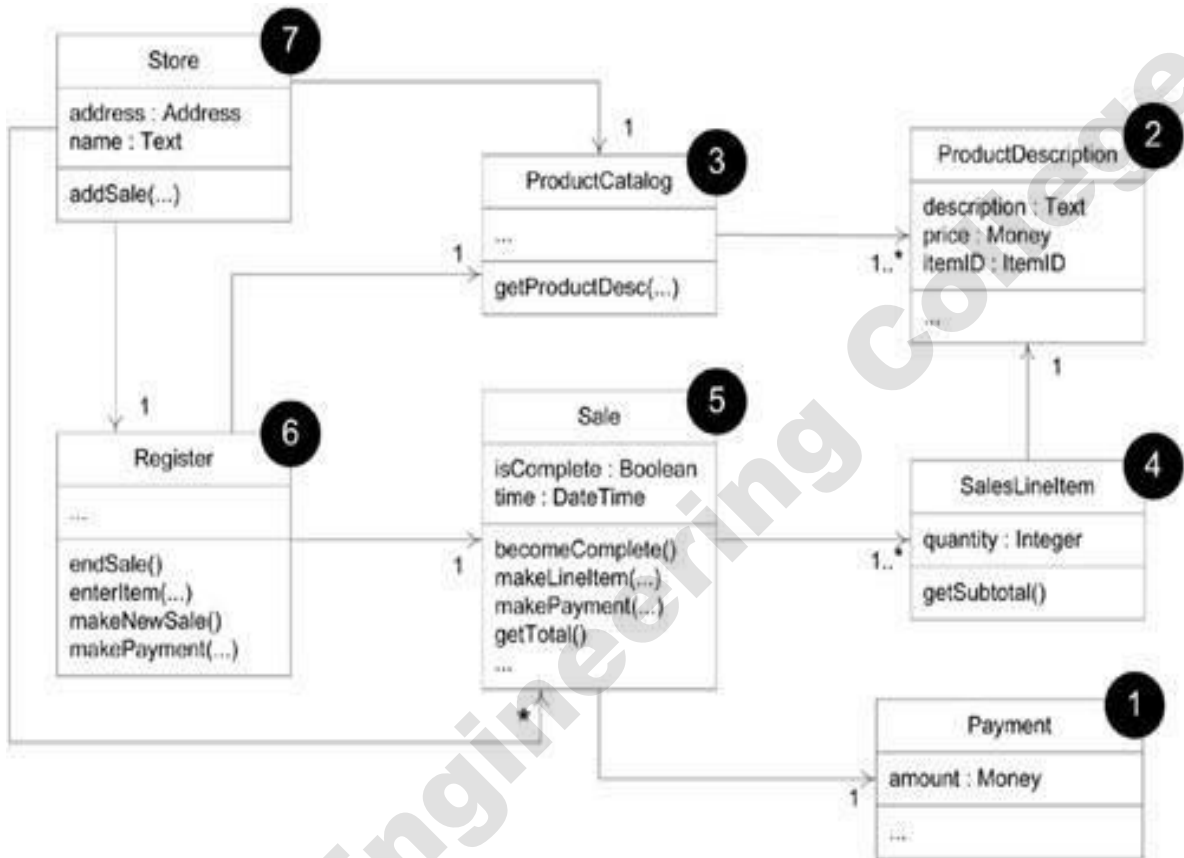 7
Store
address : Address
name : Text
addSale(...)
1
3
ProductCatalog
...
getProductDesc(...)
1
2
ProductDescription
description : Text
price : Money
itemID : ItemID
...
1..*
1
1
6
Register
...
endSale()
enterItem(...)
makeNewSale()
makePayment(...)
1
5
Sale
isComplete : Boolean
time : DateTime
becomeComplete()
makeLineItem(...)
makePayment(...)
getTotal()
...
*
4
SalesLineItem
quantity : Integer
getSubtotal()
1..*
1
Payment
amount : Money
...
1
ngineering College